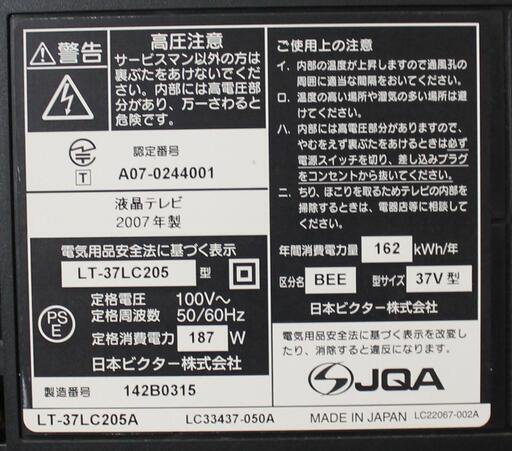 警告
高圧注意
サービスマン以外の方は
裏ぶたをあけないでくだ
さい。内部には高電圧部
分があり、万一さわると
危険です。
T
認定番号
A07-0244001
液晶テレビ
2007年製
電気用品安全法に基づく表示
LT-37LC205 型
定格電圧 100V～
定格周波数 50/60Hz
定格消費電力 187 W
日本ビクター株式会社
PS
E
製造番号 142B0315
ご使用上の注意
イ. 内部の温度が上昇しますので通風孔の
周囲に適当な間隔をおいてください。
ロ. 温度の高い場所や湿気の多い場所は避
けてください。
ハ. 内部には高電圧部分がありますので、
やむをえず裏ぶたをあけるときは必ず
電源スイッチを切り、差し込みプラグ
をコンセントから抜いてください。
ニ. ちり、ほこりを取るためテレビの内部を
掃除するときは、電器店等に相談して
ください。
年間消費電力量 162 kWh/年
区分名 BEE 型サイズ 37V型
日本ビクター株式会社
電気用品安全法に基づく表示を改変し
たり、消除すると違反になります。
JQA
LT-37LC205A LC33437-050A MADE IN JAPAN LC22067-002A